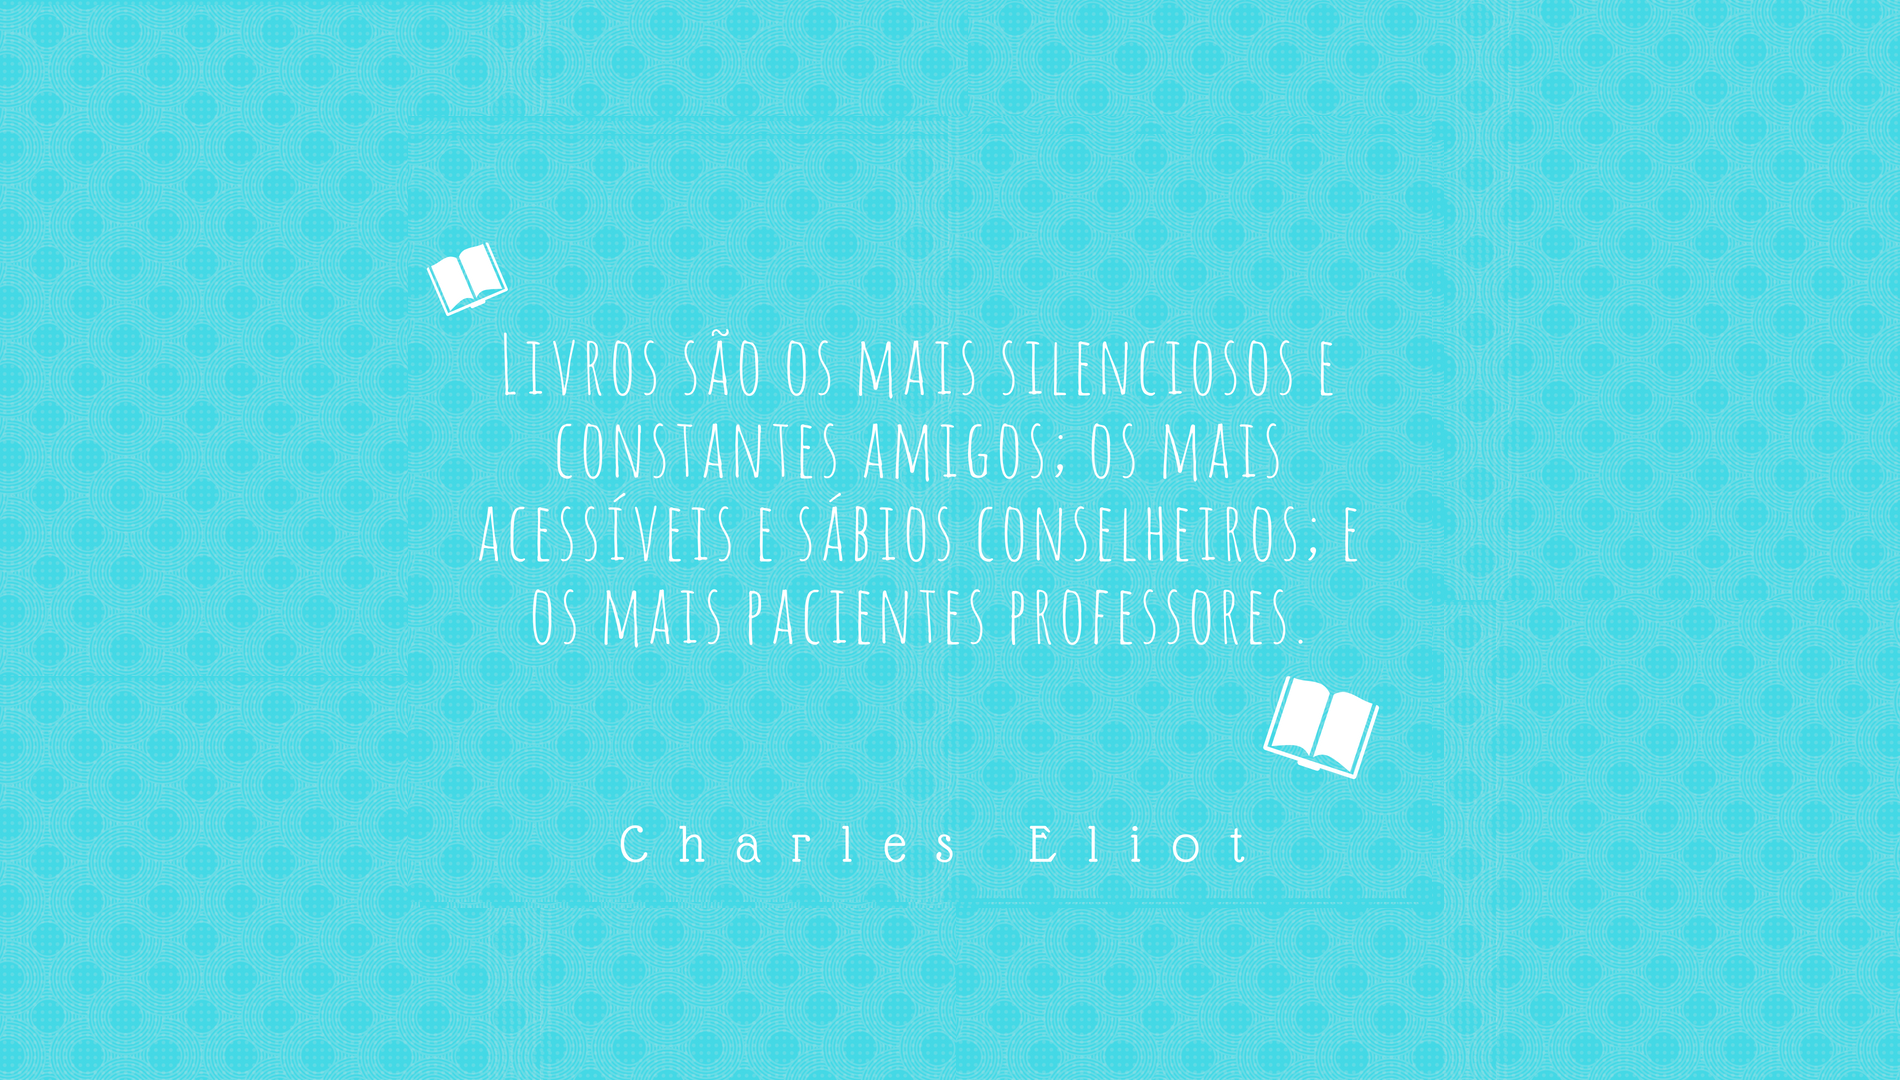 Livros são os mais silenciosos e
constantes amigos; os mais
acessíveis e sábios conselheiros; e
os mais pacientes professores.
Charles Eliot